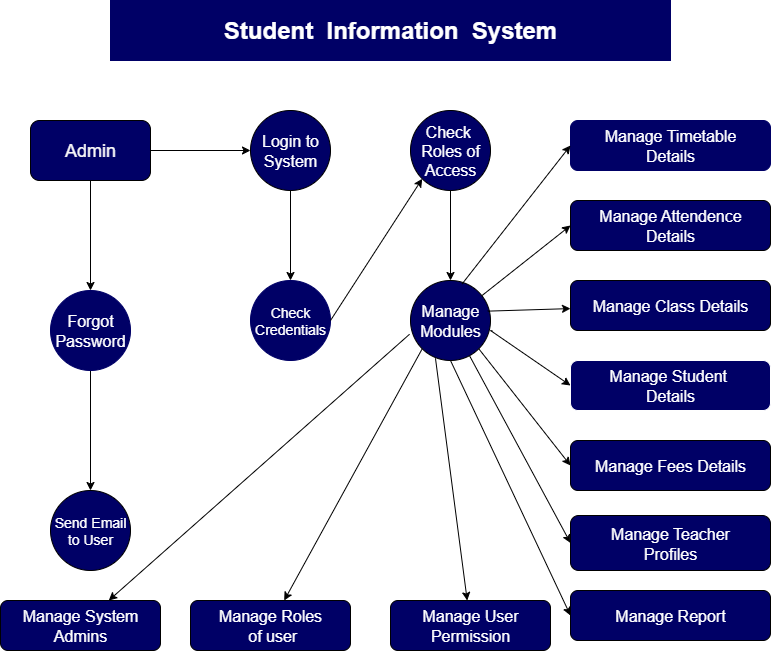 Student Information System
Admin
Login to
System
Check
Roles of
Access
Manage Timetable
Details
Manage Attendence
Details
Manage Class Details
Manage Student
Details
Manage Fees Details
Manage Teacher
Profiles
Manage Report
Forgot
Password
Check
Credentials
Manage
Modules
Send Email
to User
Manage System
Admins
Manage Roles
of user
Manage User
Permission